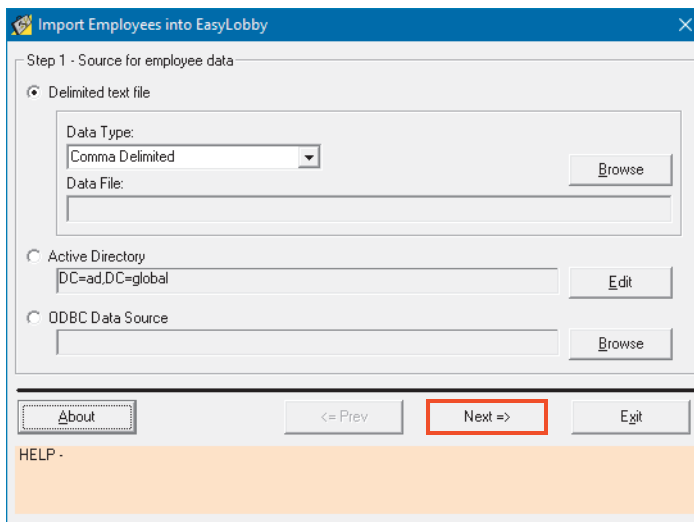 Import Employees into EasyLobby
Step 1 - Source for employee data
Delimited text file
Data Type:
Comma Delimited
Browse
Data File:
Active Directory
DC=ad,DC=global
Edit
ODBC Data Source
Browse
About
<= Prev
Next =>
Exit
HELP -